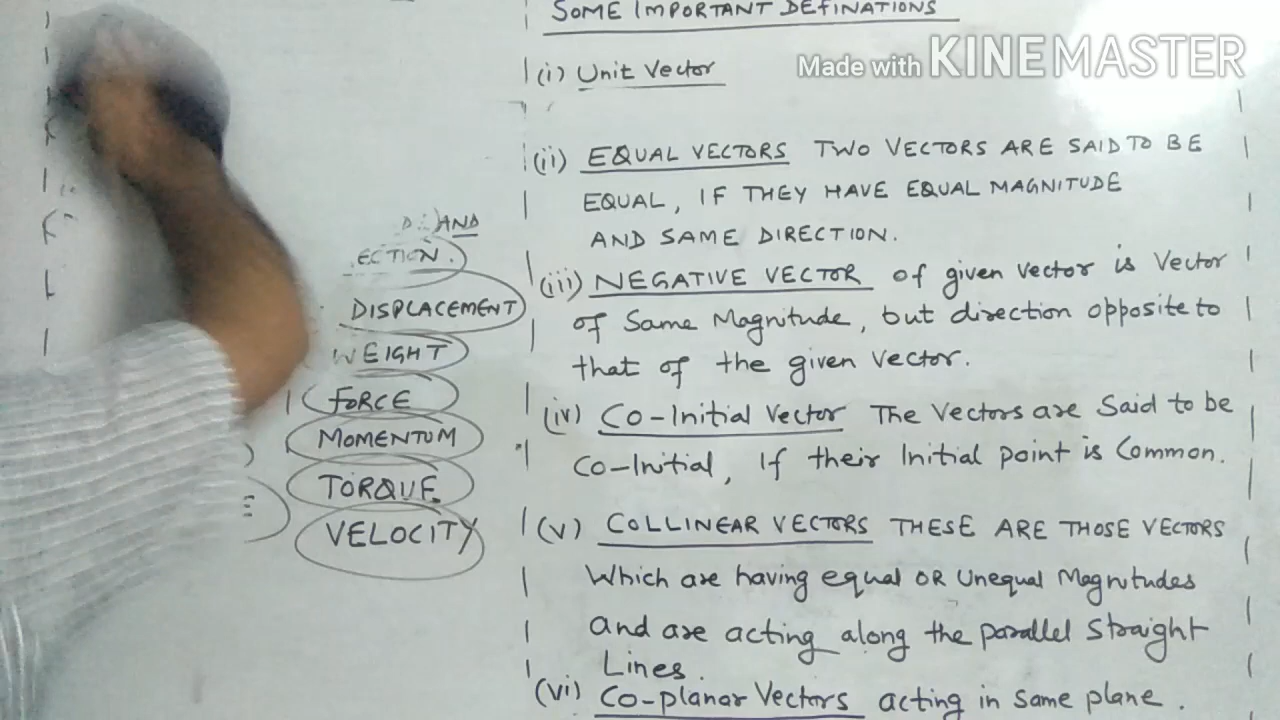 SOME IMPORTANT DEFINATIONS
Made with KINEMASTER
(i) Unit Vector
(ii) EQUAL VECTORS TWO VECTORS ARE SAID TO BE
EQUAL, IF THEY HAVE EQUAL MAGNITUDE
AND SAME DIRECTION.
(iii) NEGATIVE VECTOR of given vector is Vector
of Same Magnitude, but direction opposite to
that of the given vector.
(iv) Co-Initial Vector The Vectors are Said to be
Co-Initial, If their Initial point is Common.
(v) COLLINEAR VECTORS THESE ARE THOSE VECTORS
Which are having equal OR Unequal Magnitudes
and are acting along the parallel Straight
Lines.
(vi) Co-planar Vectors acting in same plane.
AND
ECTION.
DISPLACEMENT
WEIGHT
FORCE
MOMENTUM
TORQUE
VELOCITY